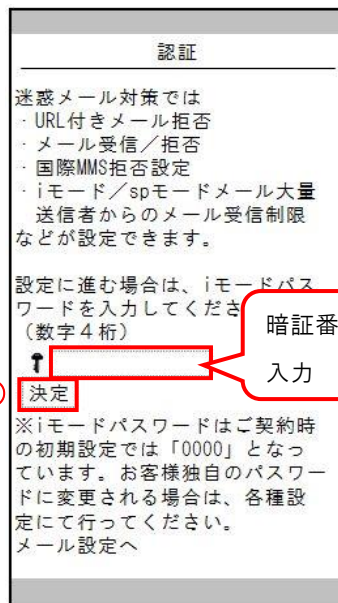 認証
迷惑メール対策では
・URL付きメール拒否
・メール受信／拒否
・国際MMS拒否設定
・iモード／spモードメール大量
送信者からのメール受信制限
などが設定できます。
設定に進む場合は、iモードパス
ワードを入力してくださ
（数字４桁）
暗証番
入力
決定
※iモードパスワードはご契約時
の初期設定では「0000」となっ
ています。お客様独自のパスワー
ドに変更される場合は、各種設
定にて行ってください。
メール設定へ